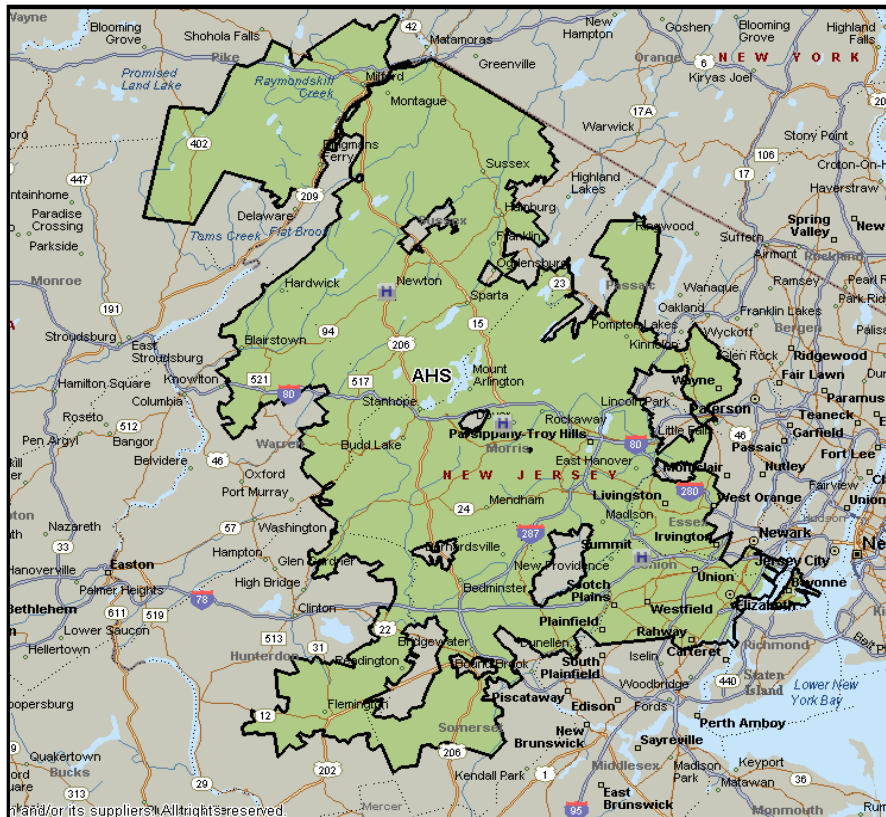 Wayne
Blooming
Grove
Shohola Falls
42
Matamoras
New
Hampton
Goshen
Blooming
Grove
Highland
Falls
Pike
Greenville
Orange
6
NEW YORK
Kiryas Joel
Promised
Land Lake
Raymondskill
Creek
Milford
Montague
17A
Warwick
Stony Point
402
Bingmans
Ferry
106
17
Croton-On-H
Haverstraw
447
Sussex
Highland
Lakes
Paradise
Crossing
Parkside
209
Delaware
Toms Creek
Flat Brook
Sussex
Hamburg
Franklin
Ringwood
Suffern
Spring
Valley
New
Airmont
Rockland
Monroe
Hardwick
Newton
Ogdensburg
Sparta
23
Passaic
Wanaque
Ramsey
Pearl R
Park Rid
Oakland
Franklin Lakes
191
94
15
Pompton Lakes
Wyckoff
Bergen
Stroudsburg
East
Stroudsburg
Blairstown
206
Kinnelon
Glen Rock
Ridgewood
Hamilton Square
Knowlton
Columbia
521
80
517
AHS
Mount
Arlington
Wayne
Fair Lawn
Paramus
Stanhope
Lincoln Park
Paterson
Teaneck
Roseto
512
Rockaway
Little Falls
46
Garfield
Pen Argyl
Bangor
Warren
Budd Lake
Parsippany-Troy Hills
Morris
80
Passaic
Fort Lee
Belvidere
46
Oxford
Port Murray
NEW JERSEY
East Hanover
Montclair
Nutley
Fairview
Livingston
280
West Orange
Union
Nazareth
57
Washington
24
Mendham
Madison
Essex
Hudson
33
Hampton
287
Irvington
Newark
Hanoverville
Easton
Glen Gardner
Bernardsville
Summit
Union
Jersey City
New Providence
Palmer Heights
High Bridge
Bedminster
Scotch
Plains
Union
Bayonne
Bethlehem
611
519
78
Clinton
Westfield
Elizabeth
Lower Saucon
22
Plainfield
Hellertown
513
31
Bridgewater
Dunellen
Rahway
Richmond
Hunterdon
Readington
Bound Brook
South
Plainfield
Iselin
Carteret
Staten
Island
440
Woodbridge
Lower New
York Bay
Flemington
Piscataway
Edison
Fords
12
Somerset
New
Brunswick
Perth Amboy
206
Sayreville
Quakertown
Bucks
202
Kendall Park
1
Middlesex
Madison
Park
Keyport
Matawan
36
29
313
East
Brunswick
95
Mercer
Monmouth
and/or its suppliers. All rights reserved.